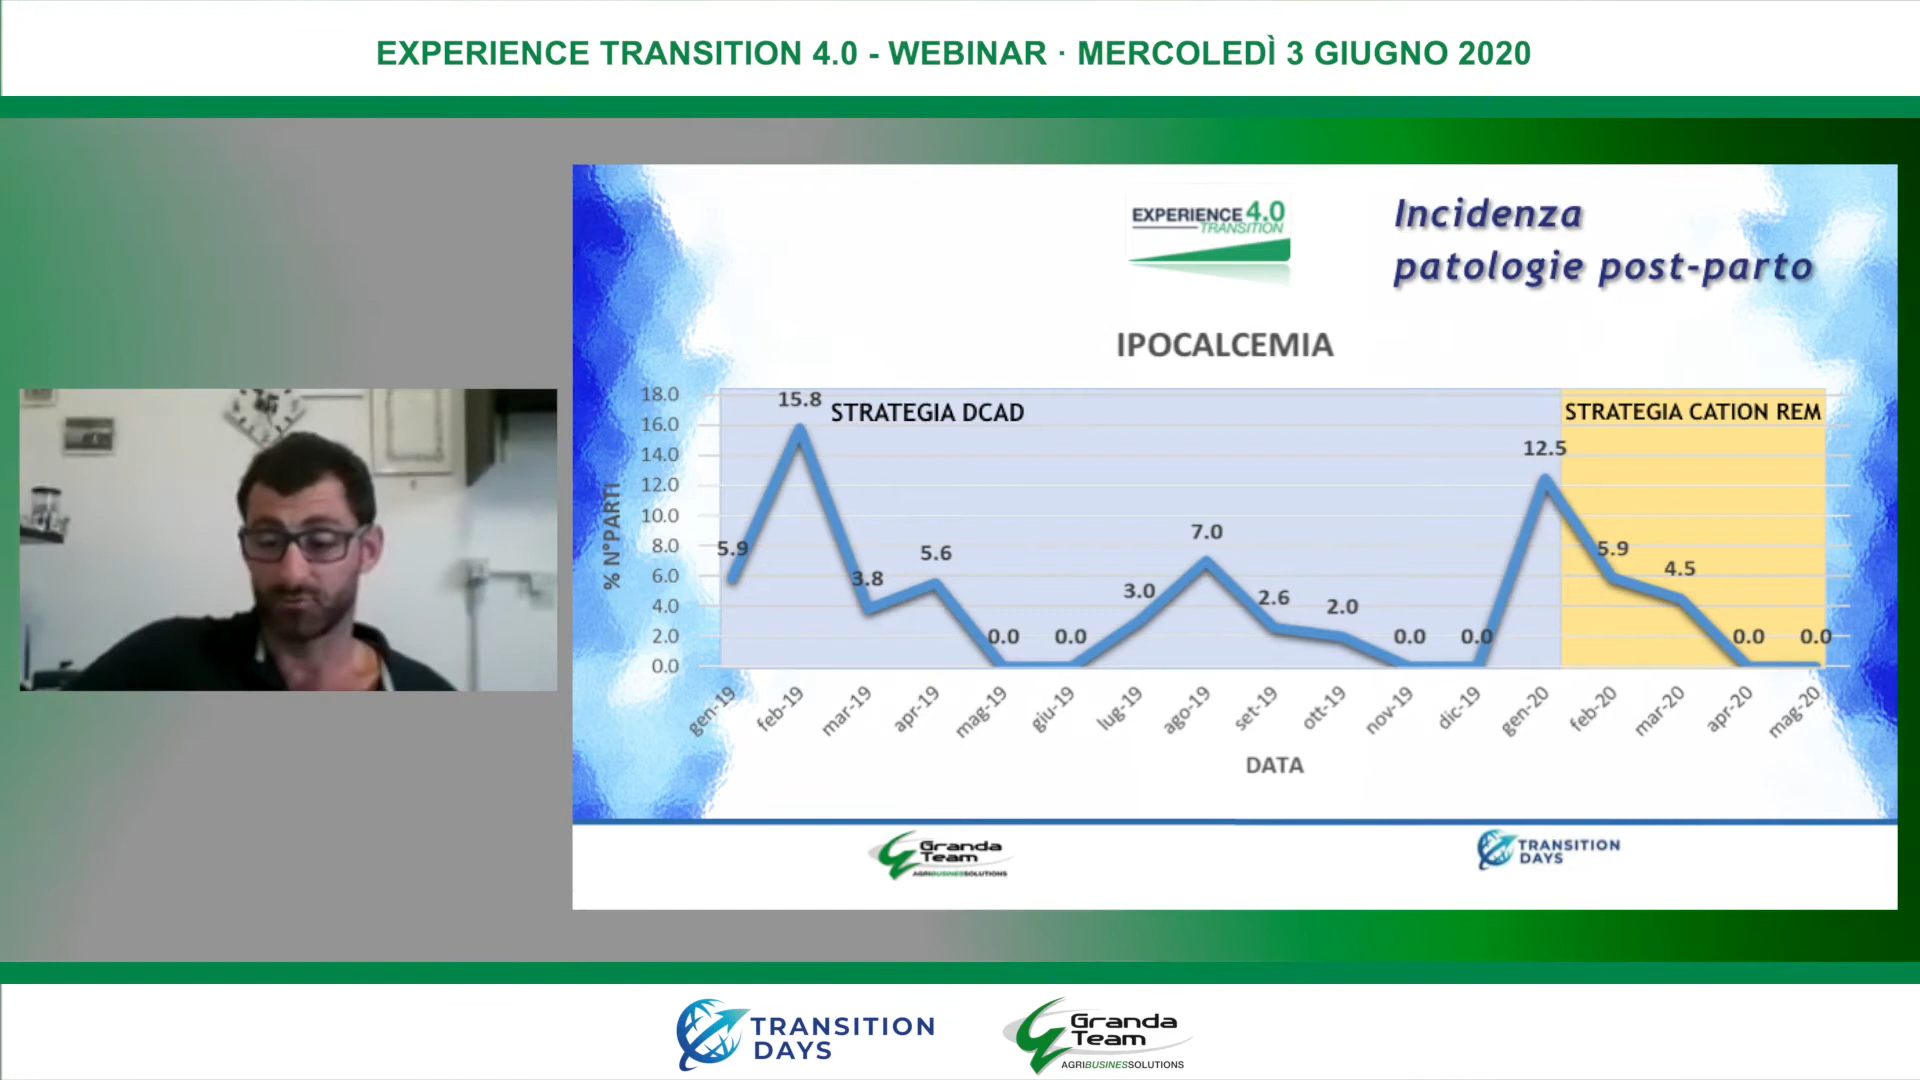 EXPERIENCE TRANSITION 4.0 - WEBINAR · MERCOLEDÌ 3 GIUGNO 2020
EXPERIENCE 4.0
TRANSITION
Incidenza
patologie post-parto
IPOCALCEMIA
STRATEGIA DCAD
STRATEGIA CATION REM
% N°PARTI
18.0
16.0
14.0
12.0
10.0
8.0
6.0
4.0
2.0
0.0
5.9
15.8
3.8
5.6
0.0
0.0
3.0
7.0
2.6
2.0
0.0
0.0
12.5
5.9
4.5
0.0
0.0
gen-19
feb-19
mar-19
apr-19
mag-19
giu-19
lug-19
ago-19
set-19
ott-19
nov-19
dic-19
gen-20
feb-20
mar-20
apr-20
mag-20
DATA
Granda
Team
AGRIBUSINESSOLUTIONS
TRANSITION
DAYS
TRANSITION
DAYS
Granda
Team
AGRIBUSINESSOLUTIONS